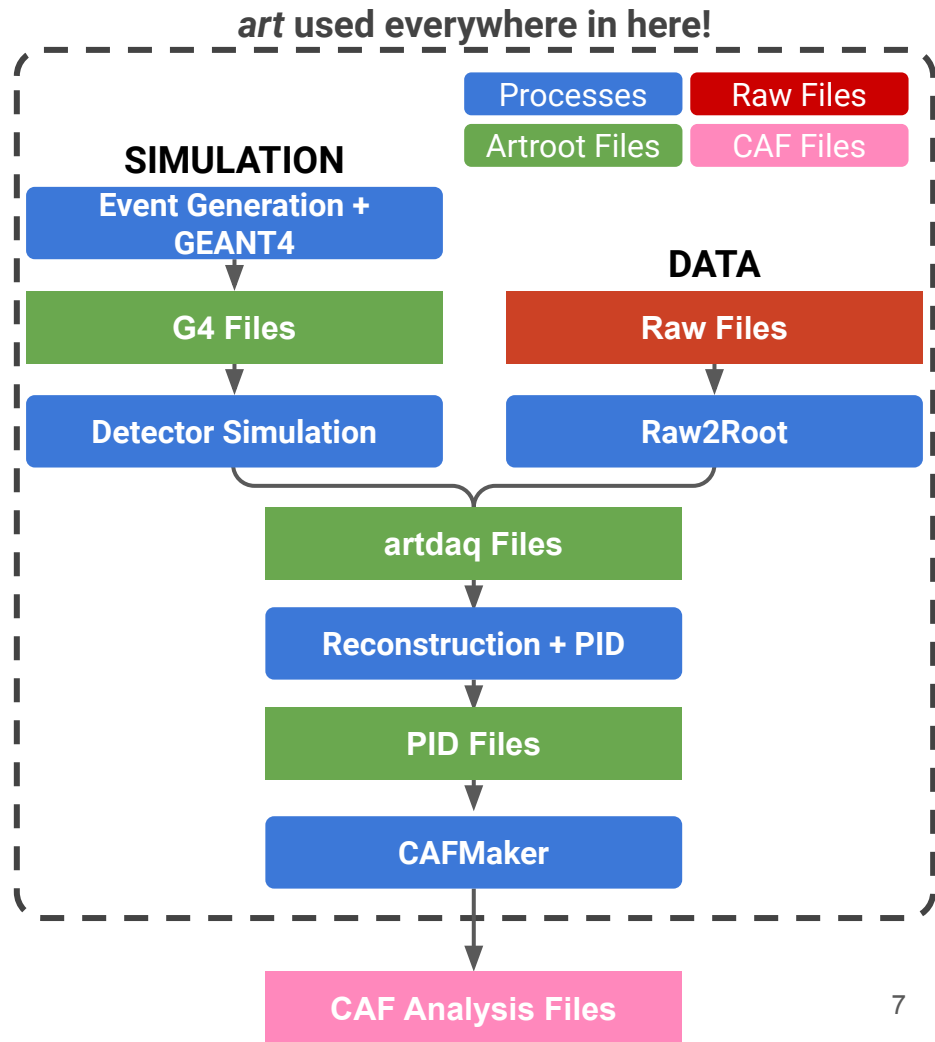 art used everywhere in here!
Processes
Raw Files
Artroot Files
CAF Files
SIMULATION
Event Generation +
GEANT4
DATA
G4 Files
Raw Files
Detector Simulation
Raw2Root
artdaq Files
Reconstruction + PID
PID Files
CAFMaker
CAF Analysis Files
7